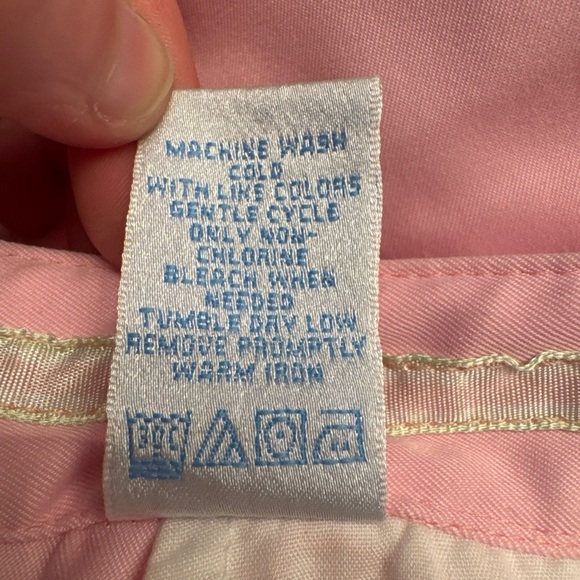 MACHINE WASH
COLD
WITH LIKE COLORS
GENTLE CYCLE
ONLY NON-
CHLORINE
BLEACH WHEN
NEEDED
TUMBLE DRY LOW
REMOVE PROMPTLY
WARM IRON